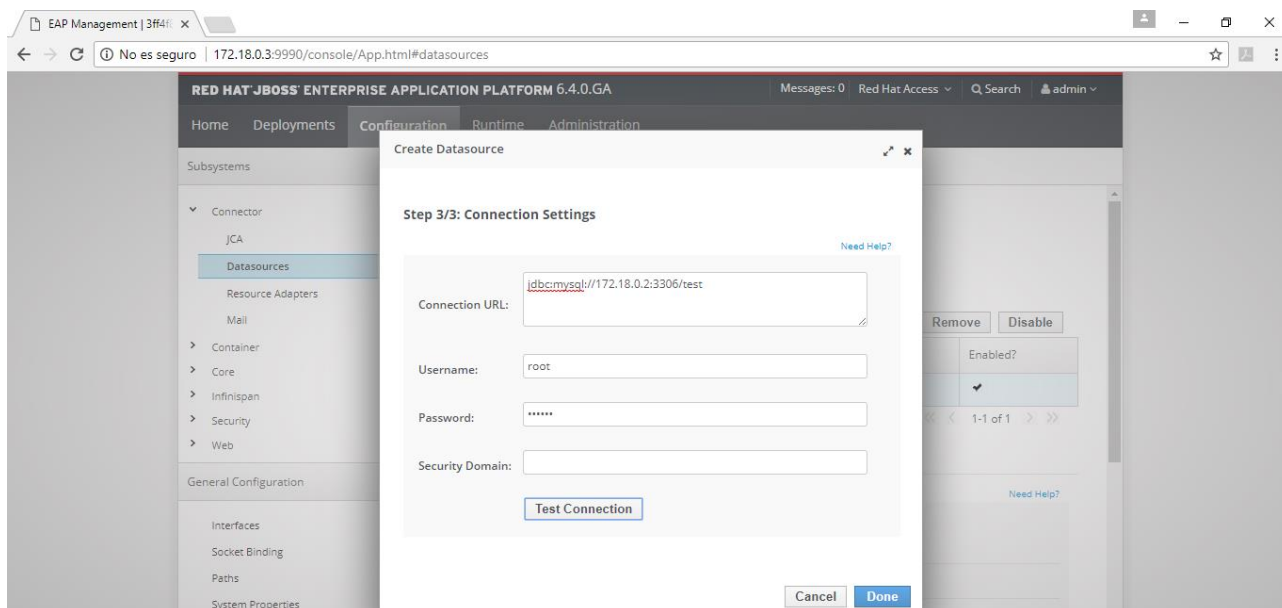 EAP Management | 3ff4f
No es seguro | 172.18.0.3:9990/console/App.html#datasources
RED HAT JBOSS ENTERPRISE APPLICATION PLATFORM 6.4.0.GA
Messages: 0 Red Hat Access Search admin
Home Deployments Configuration Runtime Administration
Subsystems
Connector
JCA
Datasources
Resource Adapters
Mail
Container
Core
Infinispan
Security
Web
General Configuration
Interfaces
Socket Binding
Paths
System Properties
Create Datasource
Step 3/3: Connection Settings
Need Help?
Connection URL: jdbc:mysql://172.18.0.2:3306/test
Username: root
Password: ••••••
Security Domain:
Test Connection
Cancel Done
Remove Disable
Enabled?
1-1 of 1
Need Help?